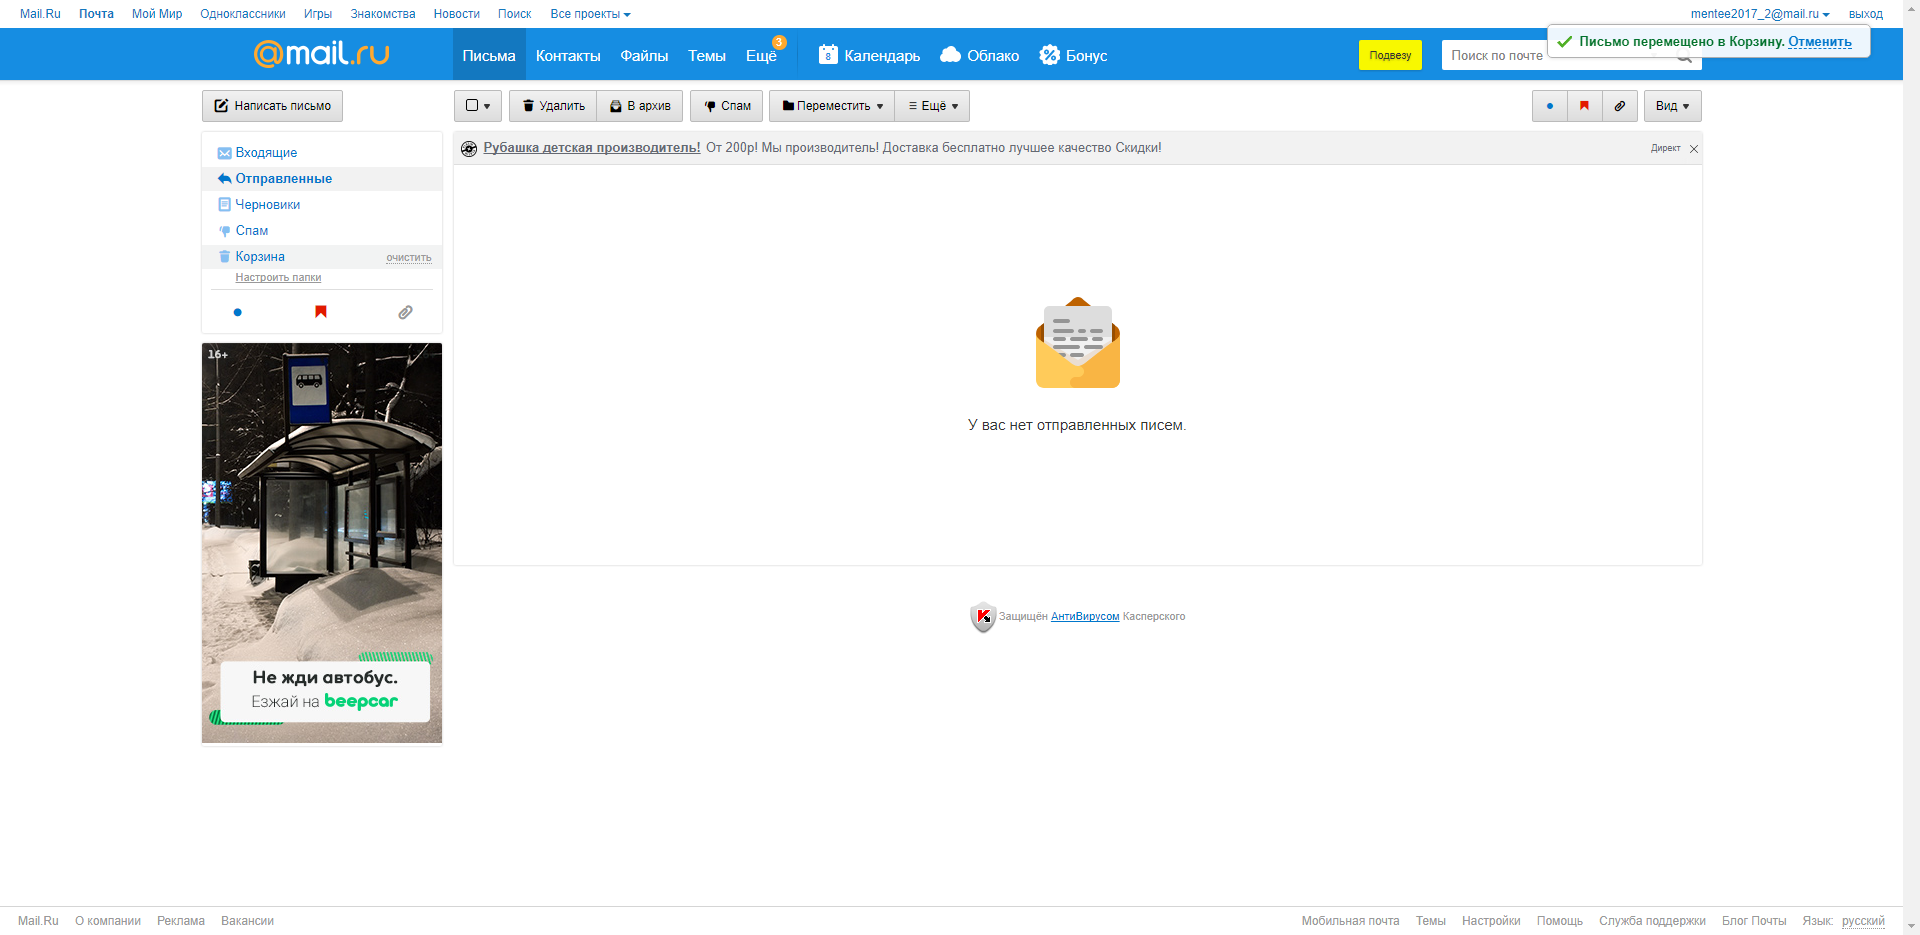 Mail.Ru Почта Мой Мир Одноклассники Игры Знакомства Новости Поиск Все проекты mentee2017_2@mail.ru выход
@mail.ru Письма Контакты Файлы Темы Ещё 3 8 Календарь Облако Бонус Подвезу Поиск по почте
Письмо перемещено в Корзину. Отменить
Написать письмо Удалить В архив Спам Переместить Ещё Вид
Рубашка детская производитель! От 200р! Мы производитель! Доставка бесплатно лучшее качество Скидки! Директ
Входящие
Отправленные
Черновики
Спам
Корзина очистить
Настроить папки
16+
Не жди автобус.
Езжай на beepcar
У вас нет отправленных писем.
Защищён АнтиВирусом Касперского
Mail.Ru О компании Реклама Вакансии Мобильная почта Темы Настройки Помощь Служба поддержки Блог Почты Язык: русский